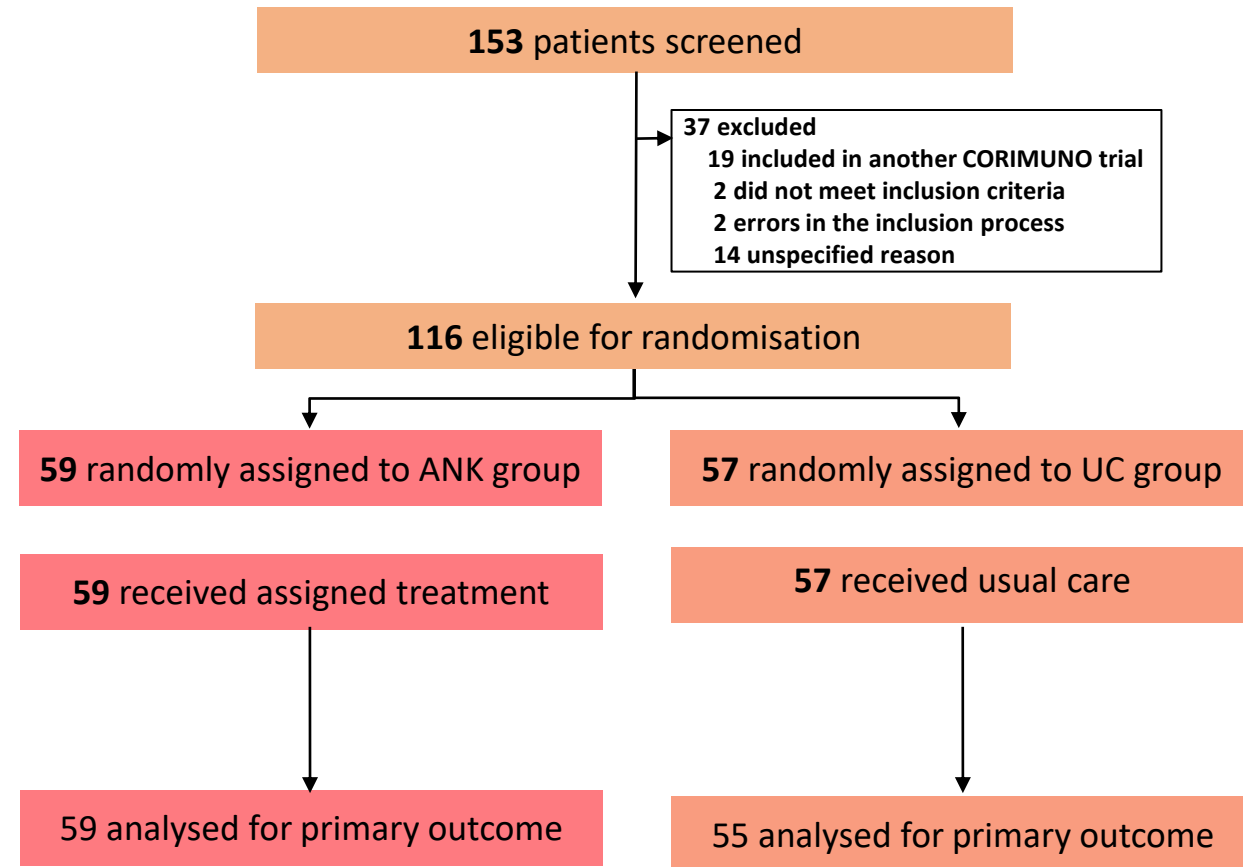 153 patients screened
37 excluded
19 included in another CORIMUNO trial
2 did not meet inclusion criteria
2 errors in the inclusion process
14 unspecified reason
116 eligible for randomisation
59 randomly assigned to ANK group
57 randomly assigned to UC group
59 received assigned treatment
57 received usual care
59 analysed for primary outcome
55 analysed for primary outcome